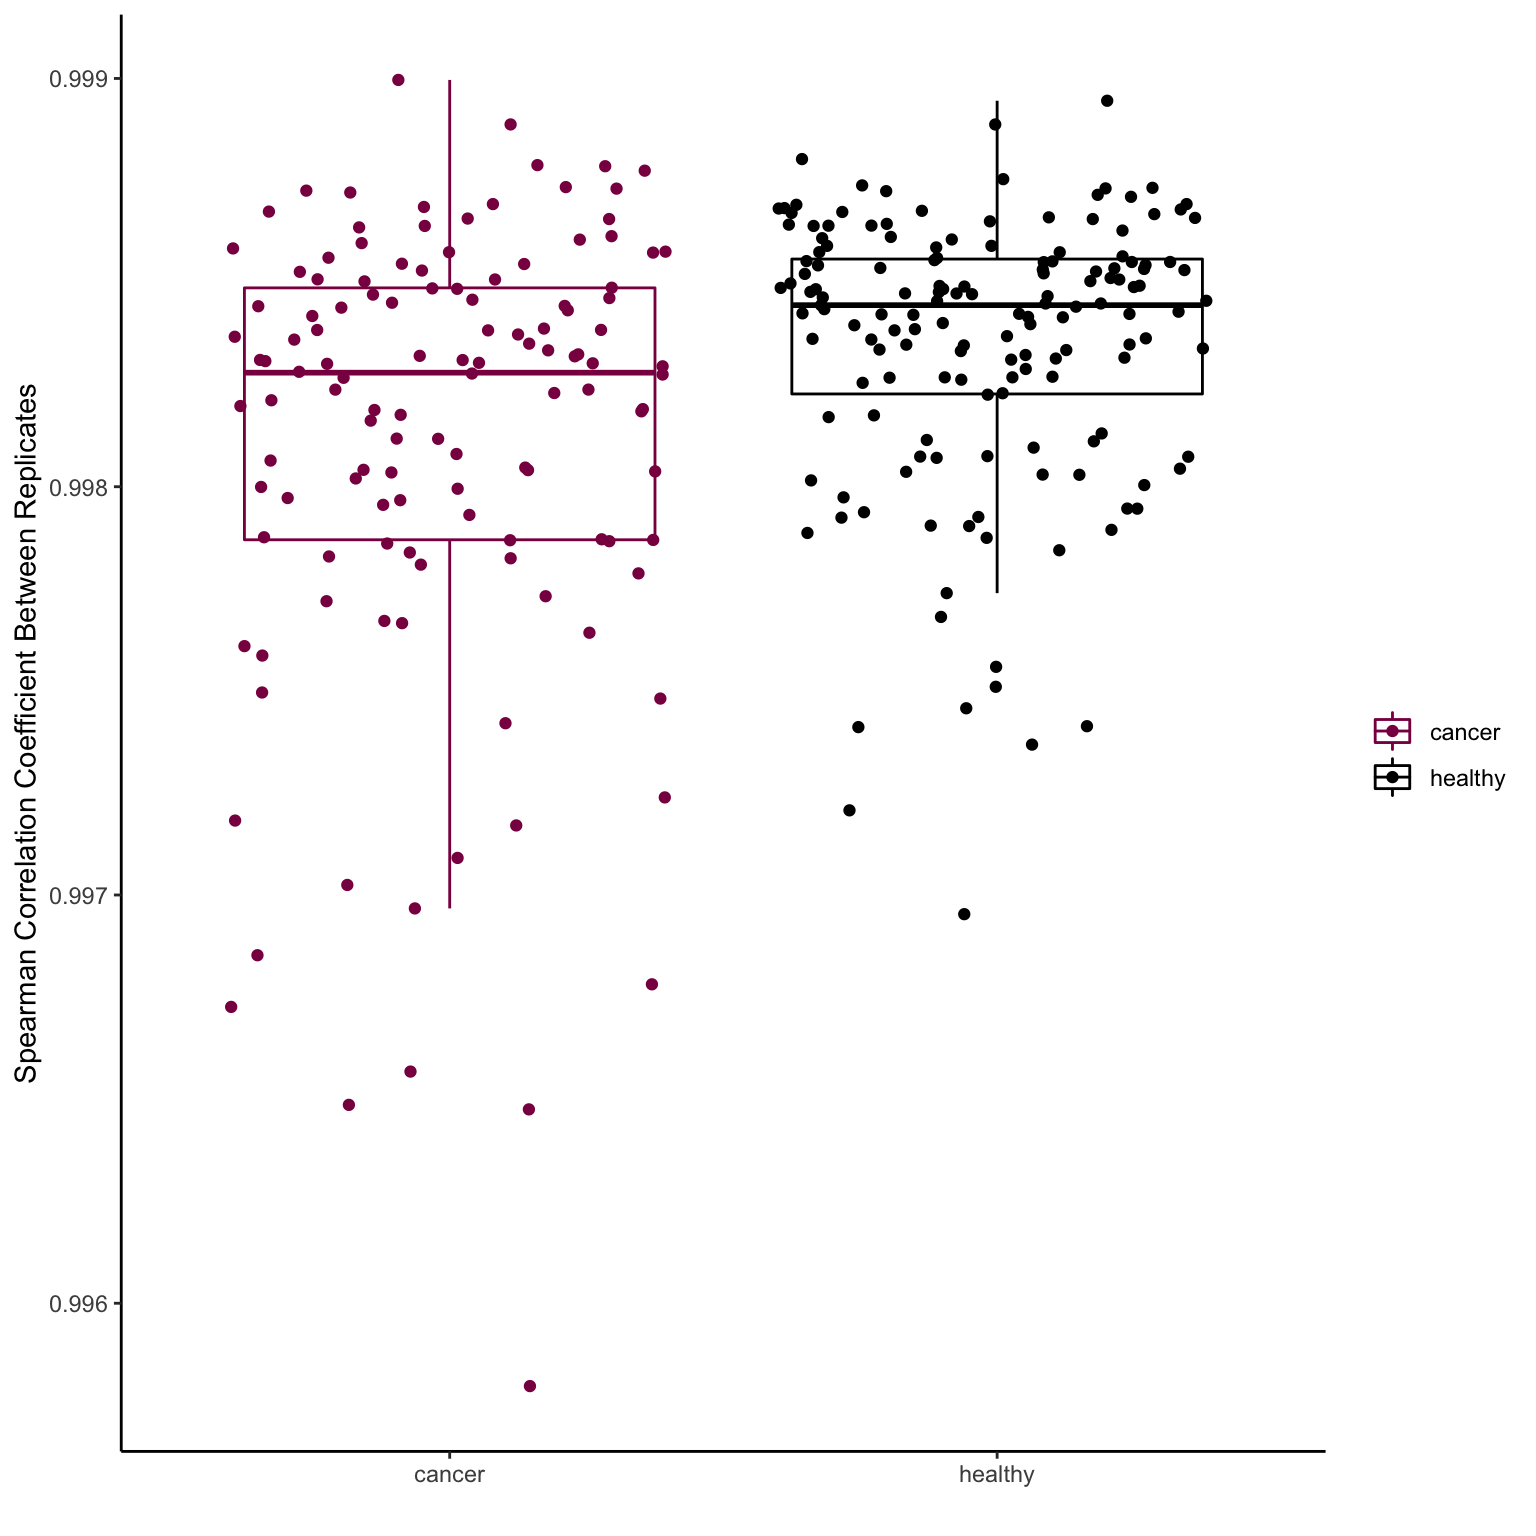 Spearman Correlation Coefficient Between Replicates
0.999
0.998
0.997
0.996
cancer
healthy
cancer
healthy